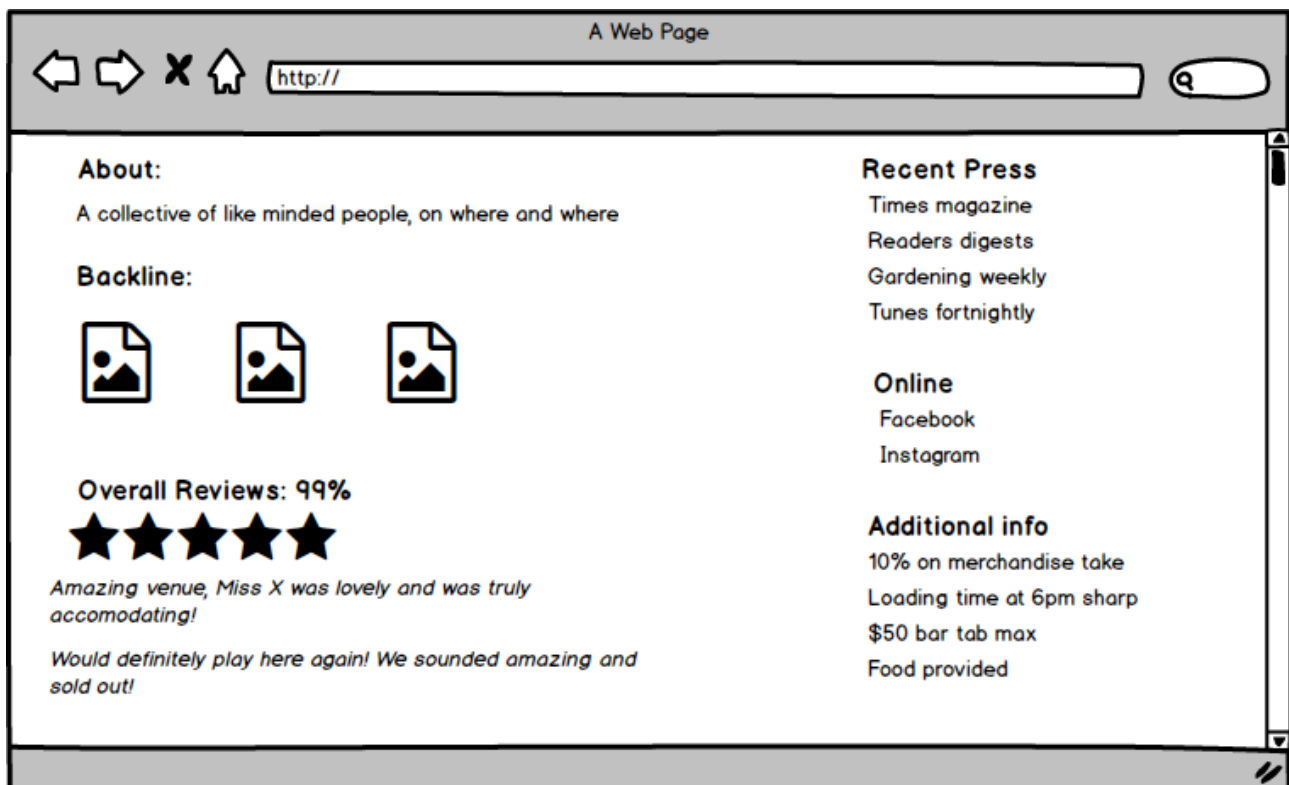 A Web Page
http://
About:
A collective of like minded people, on where and where
Backline:
Overall Reviews: 99%
Amazing venue, Miss X was lovely and was truly
accomodating!
Would definitely play here again! We sounded amazing and
sold out!
Recent Press
Times magazine
Readers digests
Gardening weekly
Tunes fortnightly
Online
Facebook
Instagram
Additional info
10% on merchandise take
Loading time at 6pm sharp
$50 bar tab max
Food provided